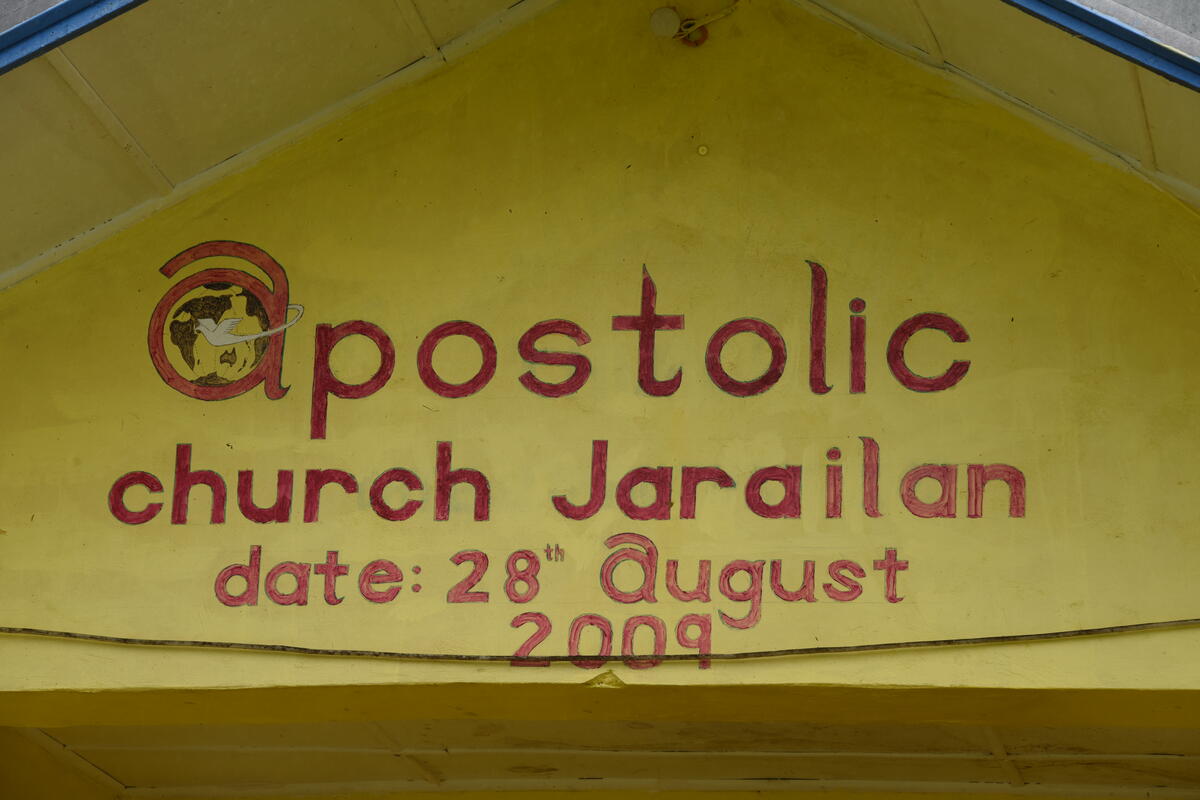 apostolic
church Jarailan
date: 28th August
2009